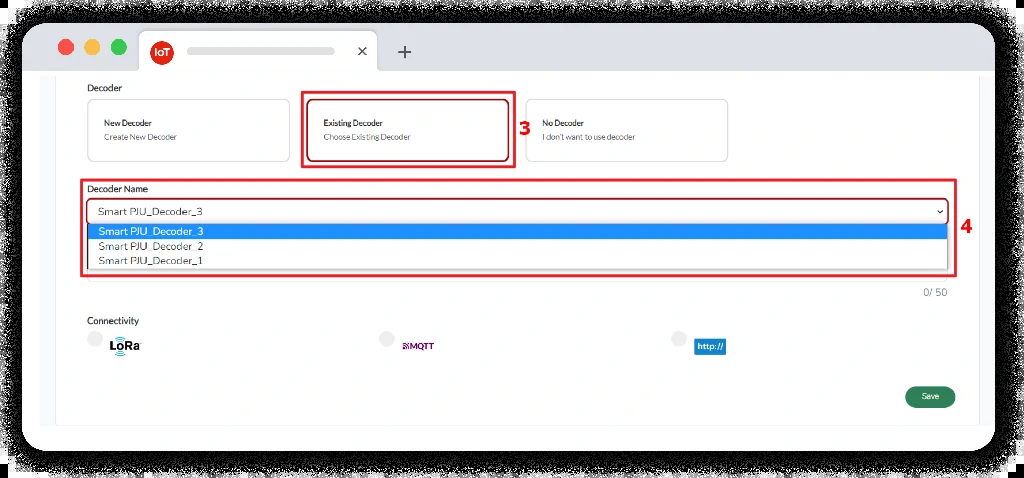 IoT
Decoder
New Decoder
Create New Decoder
Existing Decoder
Choose Existing Decoder
3
No Decoder
I don't want to use decoder
Decoder Name
Smart PJU_Decoder_3
Smart PJU_Decoder_3
Smart PJU_Decoder_2
Smart PJU_Decoder_1
4
0/ 50
Connectivity
LoRa
MQTT
http://
Save